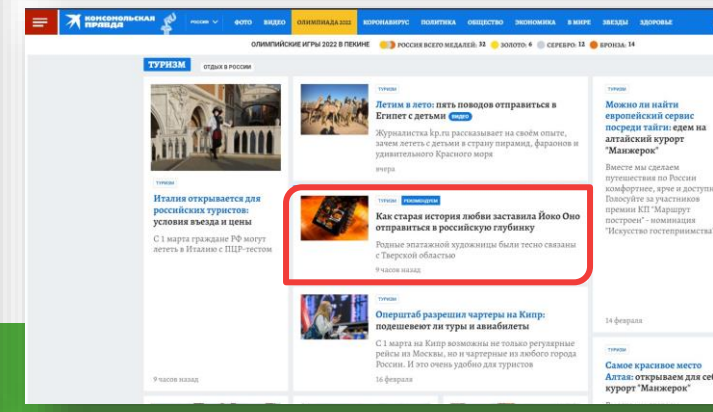 КОМСОМОЛЬСКАЯ
ПРАВДА
РОССИЯ
ФОТО ВИДЕО ОЛИМПИАДА 2022 КОРОНАВИРУС ПОЛИТИКА ОБЩЕСТВО ЭКОНОМИКА В МИРЕ ЗВЕЗДЫ ЗДОРОВЬЕ
ОЛИМПИЙСКИЕ ИГРЫ 2022 В ПЕКИНЕ РОССИЯ ВСЕГО МЕДАЛЕЙ: 32 ЗОЛОТО: 6 СЕРЕБРО: 12 БРОНЗА: 14
ТУРИЗМ ОТДЫХ В РОССИИ
ТУРИЗМ
Италия открывается для
российских туристов:
условия въезда и цены
С 1 марта граждане РФ могут
лететь в Италию с ПЦР-тестом
9 часов назад
ТУРИЗМ
Летим в лето: пять поводов отправиться в
Египет с детьми ВИДЕО
Журналистка kp.ru рассказывает на своём опыте,
зачем лететь с детьми в страну пирамид, фараонов и
удивительного Красного моря
вчера
ТУРИЗМ РЕКОМЕНДУЕМ
Как старая история любви заставила Йоко Оно
отправиться в российскую глубинку
Родные эпатажной художницы были тесно связаны
с Тверской областью
9 часов назад
ТУРИЗМ
Оперштаб разрешил чартеры на Кипр:
подешевеют ли туры и авиабилеты
С 1 марта на Кипр возможны не только регулярные
рейсы из Москвы, но и чартерные из любого города
России. И это очень удобно для туристов
16 февраля
ТУРИЗМ
Можно ли найти
европейский сервис
посреди тайги: едем на
алтайский курорт
"Манжерок"
Вместе мы сделаем
путешествия по России
комфортнее, ярче и доступн
Голосуйте за участников
премии КП "Маршрут
построен" - номинация
"Искусство гостеприимства"
14 февраля
ТУРИЗМ
Самое красивое место
Алтая: открываем для себ
курорт "Манжерок"